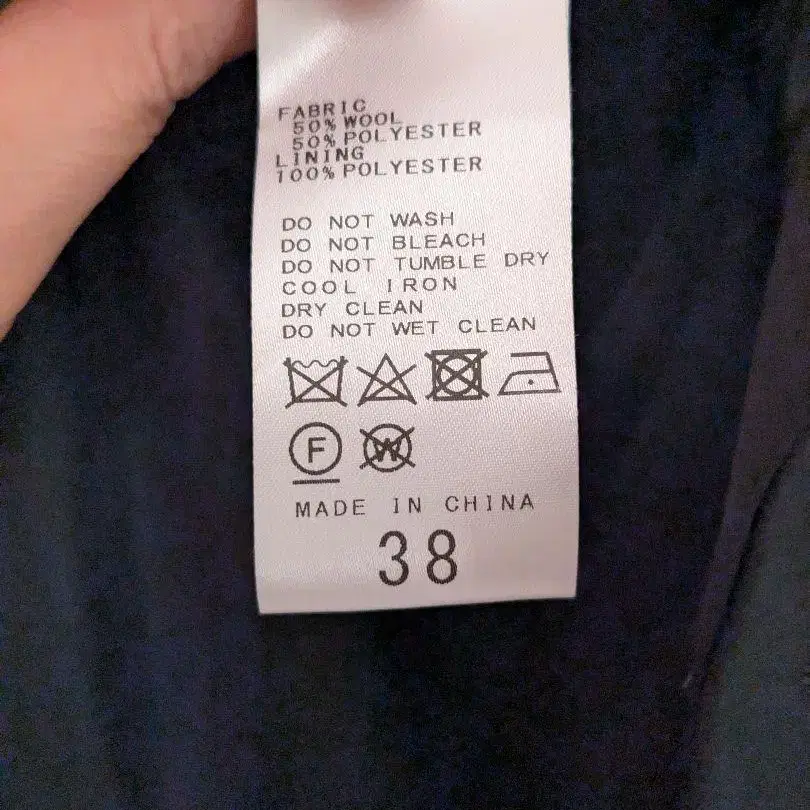 FABRIC
50% WOOL
50% POLYESTER
LINING
100% POLYESTER
DO NOT WASH
DO NOT BLEACH
DO NOT TUMBLE DRY
COOL IRON
DRY CLEAN
DO NOT WET CLEAN
F W
MADE IN CHINA
38